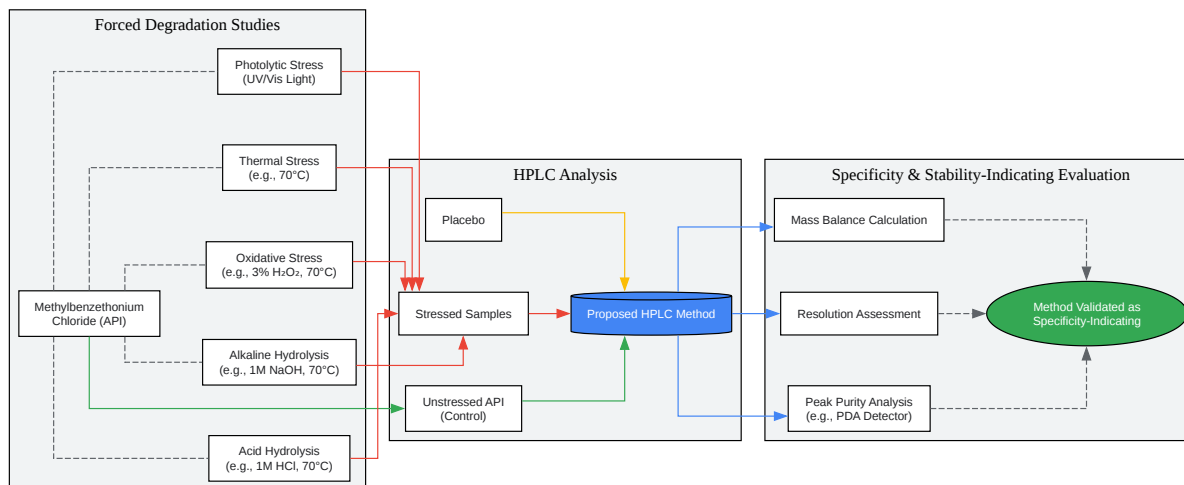 Forced Degradation Studies
Photolytic Stress
(UV/Vis Light)
Thermal Stress
(e.g., 70°C)
Oxidative Stress
(e.g., 3% H₂O₂, 70°C)
Methylbenzethonium
Chloride (API)
Alkaline Hydrolysis
(e.g., 1M NaOH, 70°C)
Acid Hydrolysis
(e.g., 1M HCl, 70°C)
HPLC Analysis
Placebo
Stressed Samples
Proposed HPLC Method
Unstressed API
(Control)
Specificity & Stability-Indicating Evaluation
Mass Balance Calculation
Resolution Assessment
Peak Purity Analysis
(e.g., PDA Detector)
Method Validated as
Specificity-Indicating